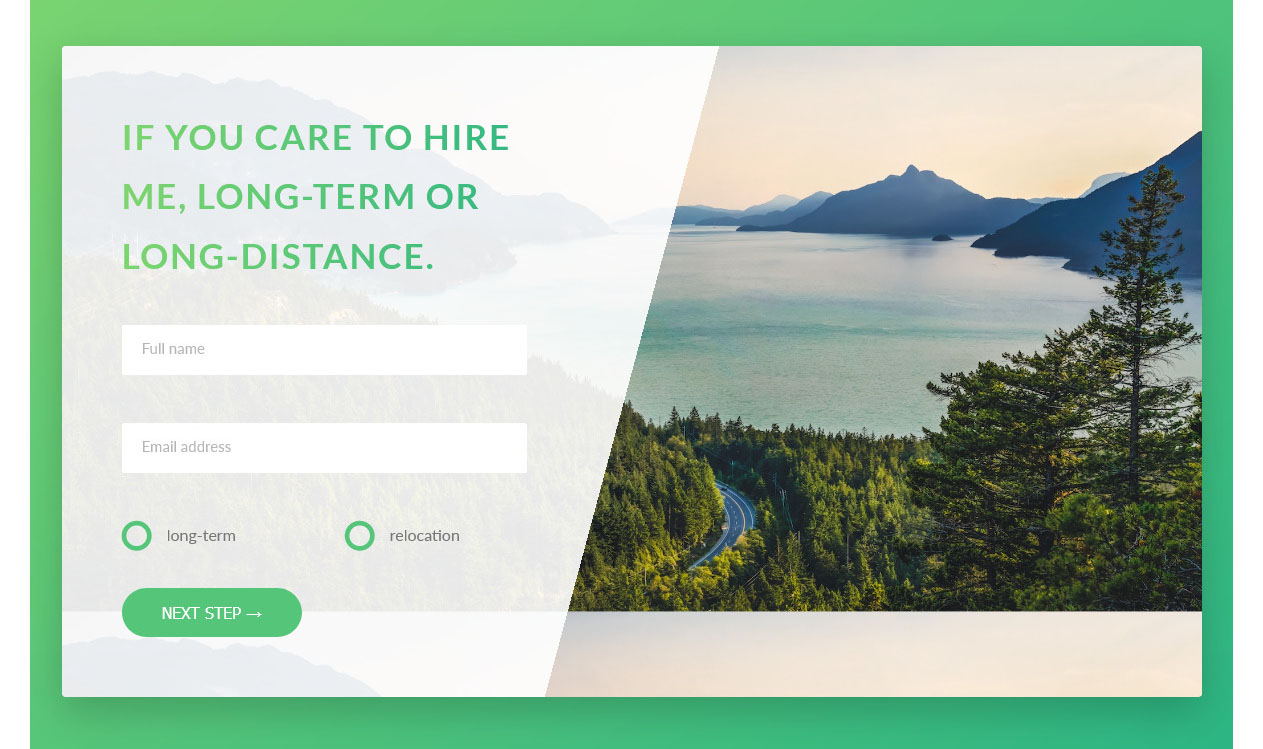 IF YOU CARE TO HIRE
ME, LONG-TERM OR
LONG-DISTANCE.
Full name
Email address
long-term relocation
NEXT STEP →